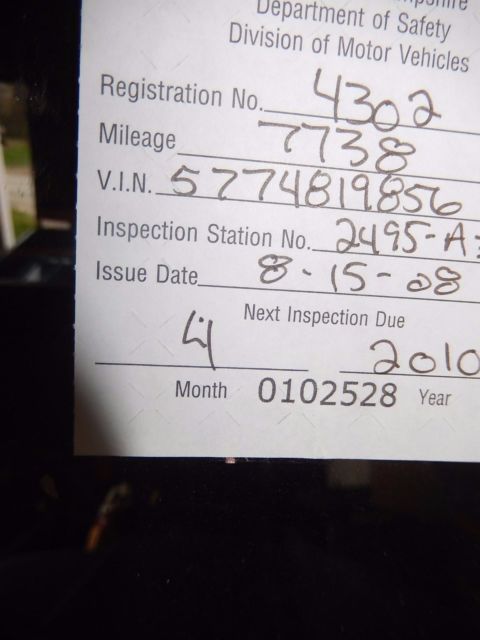 Department of Safety
Division of Motor Vehicles
Registration No. 4302
Mileage 7738
V.I.N. 57774819856
Inspection Station No. 2495-A
Issue Date 8-15-08
Next Inspection Due
4 2010
Month 0102528 Year